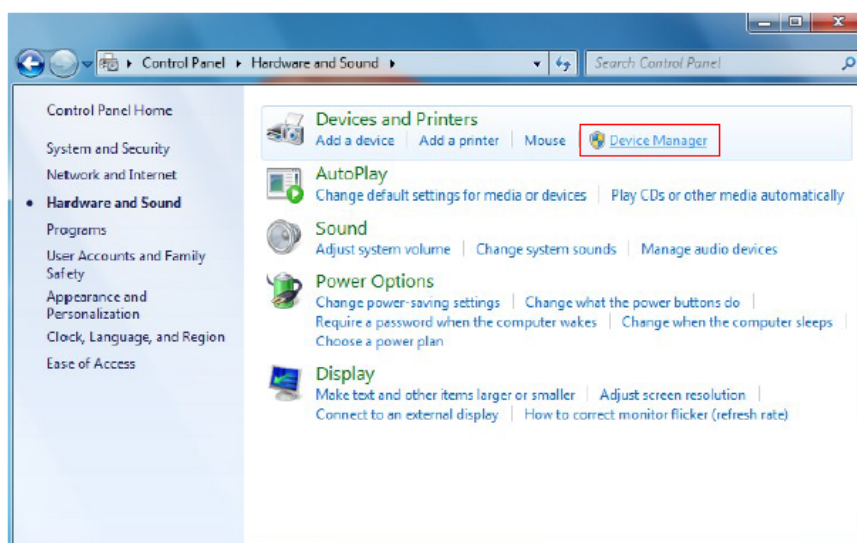 Control Panel Hardware and Sound
Search Control Panel
Control Panel Home
System and Security
Network and Internet
Hardware and Sound
Programs
User Accounts and Family
Safety
Appearance and
Personalization
Clock, Language, and Region
Ease of Access
Devices and Printers
Add a device Add a printer Mouse Device Manager
AutoPlay
Change default settings for media or devices Play CDs or other media automatically
Sound
Adjust system volume Change system sounds Manage audio devices
Power Options
Change power-saving settings Change what the power buttons do
Require a password when the computer wakes Change when the computer sleeps
Choose a power plan
Display
Make text and other items larger or smaller Adjust screen resolution
Connect to an external display How to correct monitor flicker (refresh rate)